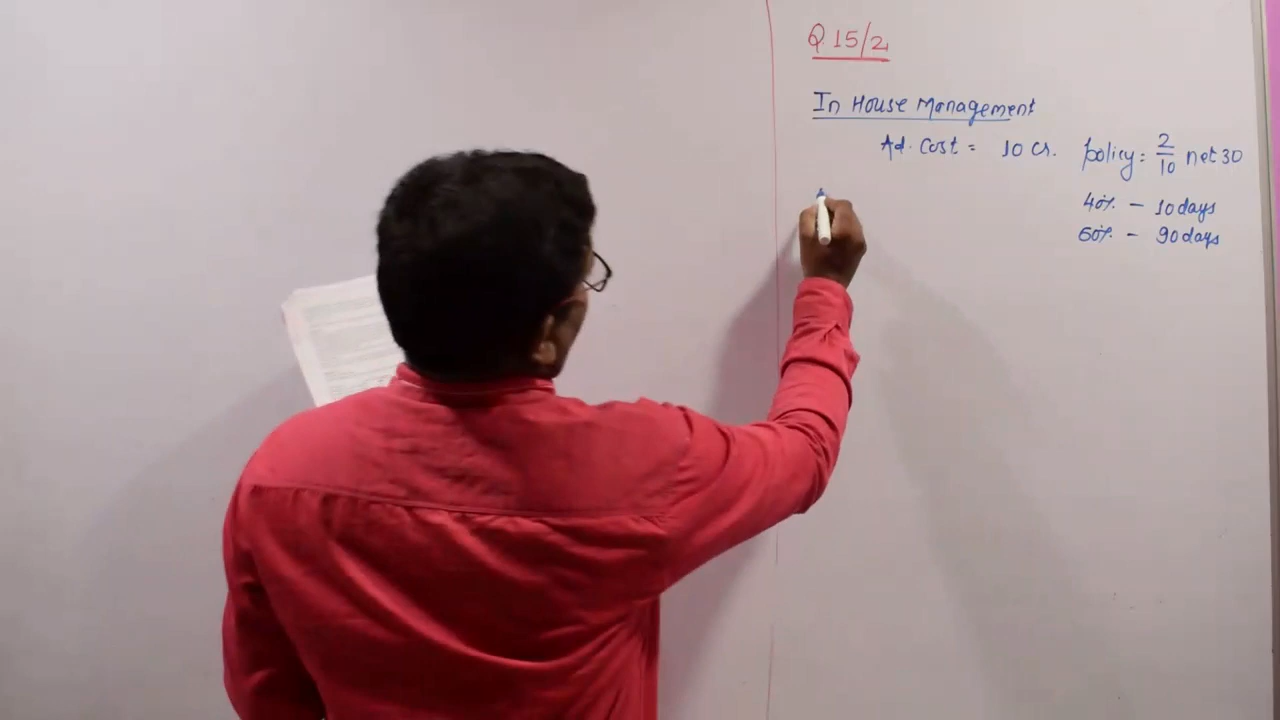 Q.15/2
In House Management
Ad. Cost = 10 Cr. policy: 2/10 net 30
40% - 10 days
60% - 90 days